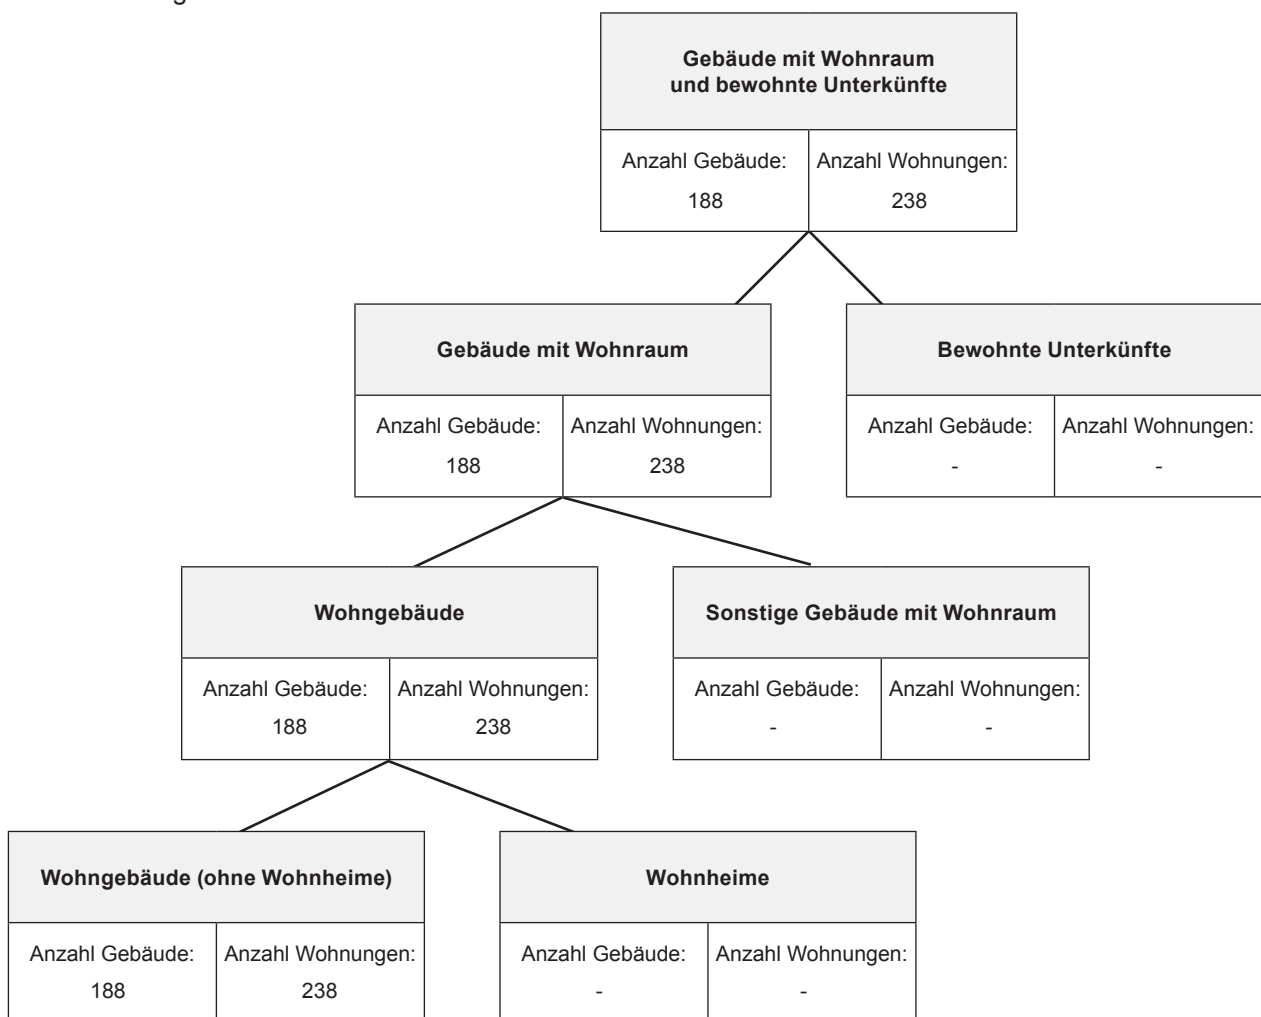 Gebäude mit Wohnraum
und bewohnte Unterkünfte
Anzahl Gebäude: Anzahl Wohnungen:
188 238
Gebäude mit Wohnraum
Anzahl Gebäude: Anzahl Wohnungen:
188 238
Bewohnte Unterkünfte
Anzahl Gebäude: Anzahl Wohnungen:
- -
Wohngebäude
Anzahl Gebäude: Anzahl Wohnungen:
188 238
Sonstige Gebäude mit Wohnraum
Anzahl Gebäude: Anzahl Wohnungen:
- -
Wohngebäude (ohne Wohnheime)
Anzahl Gebäude: Anzahl Wohnungen:
188 238
Wohnheime
Anzahl Gebäude: Anzahl Wohnungen:
- -